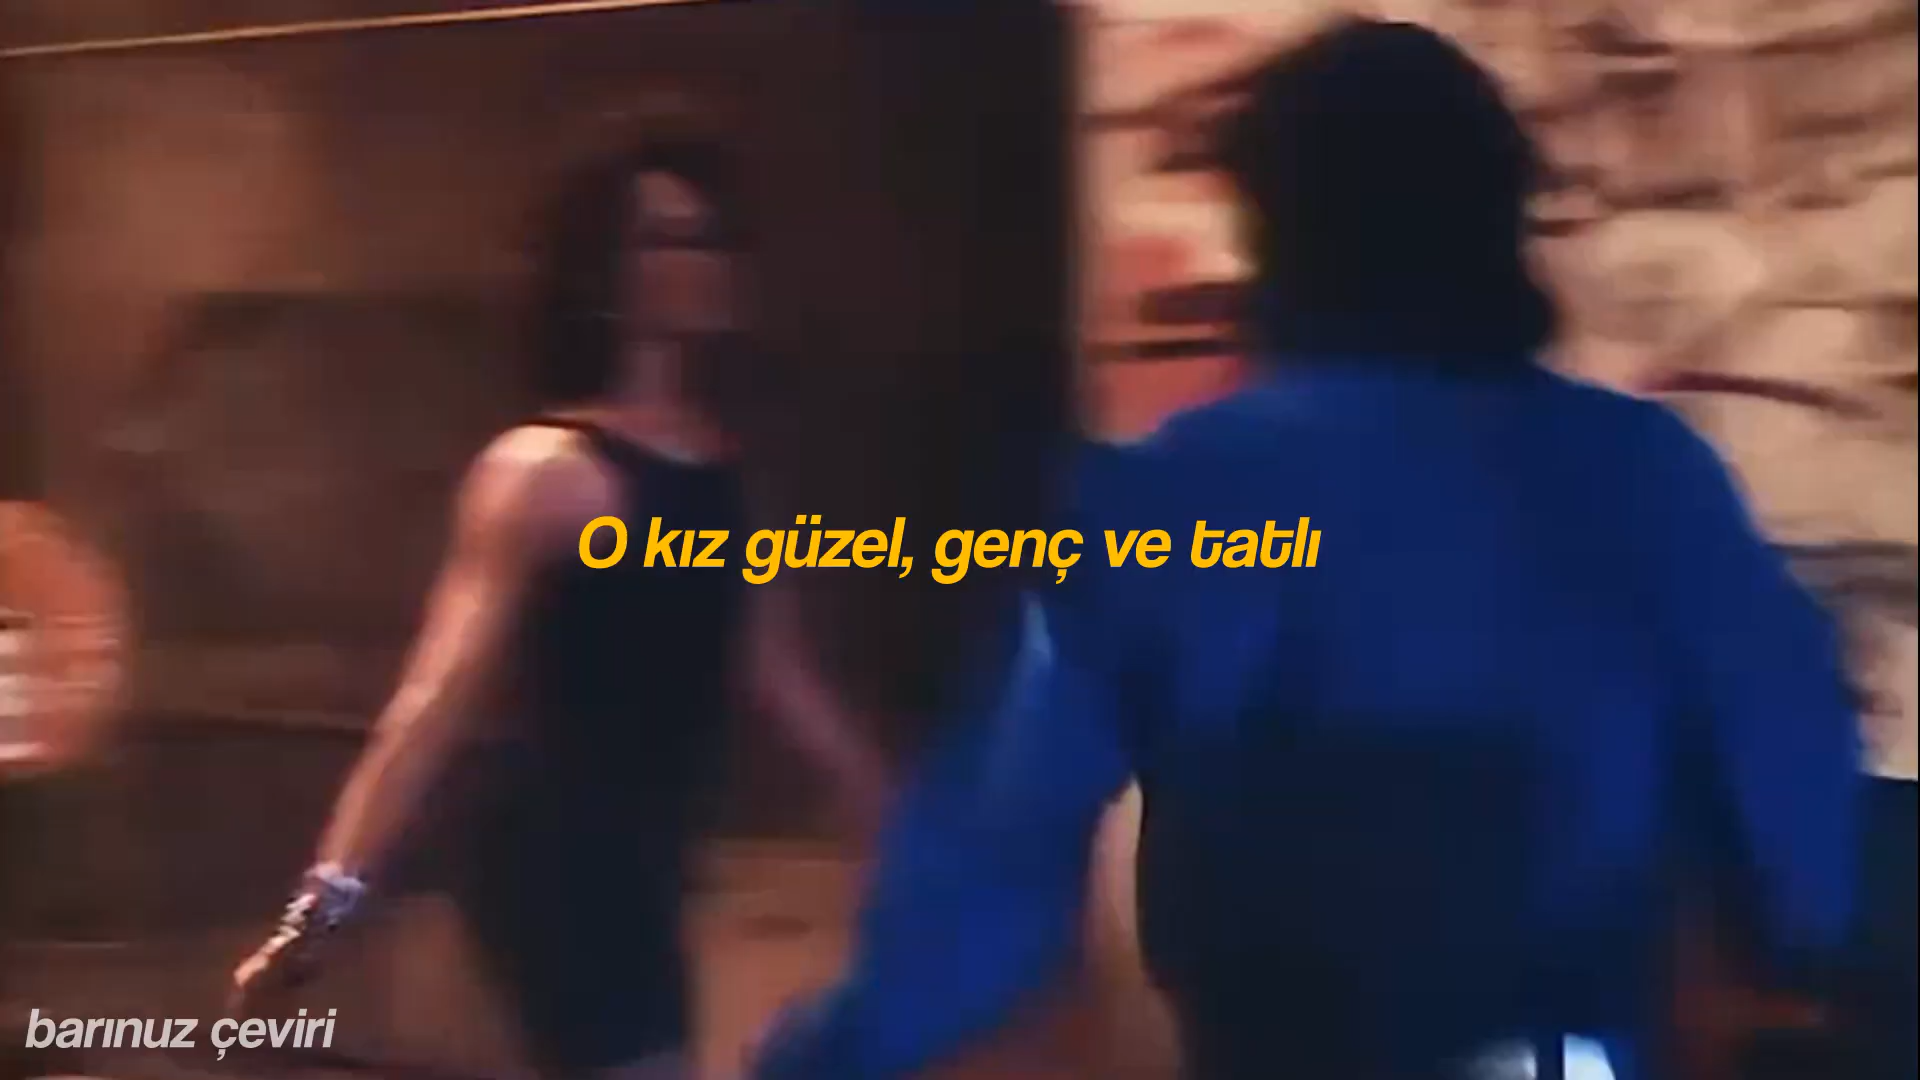 O kız güzel, genç ve tatlı
barınuz çeviri